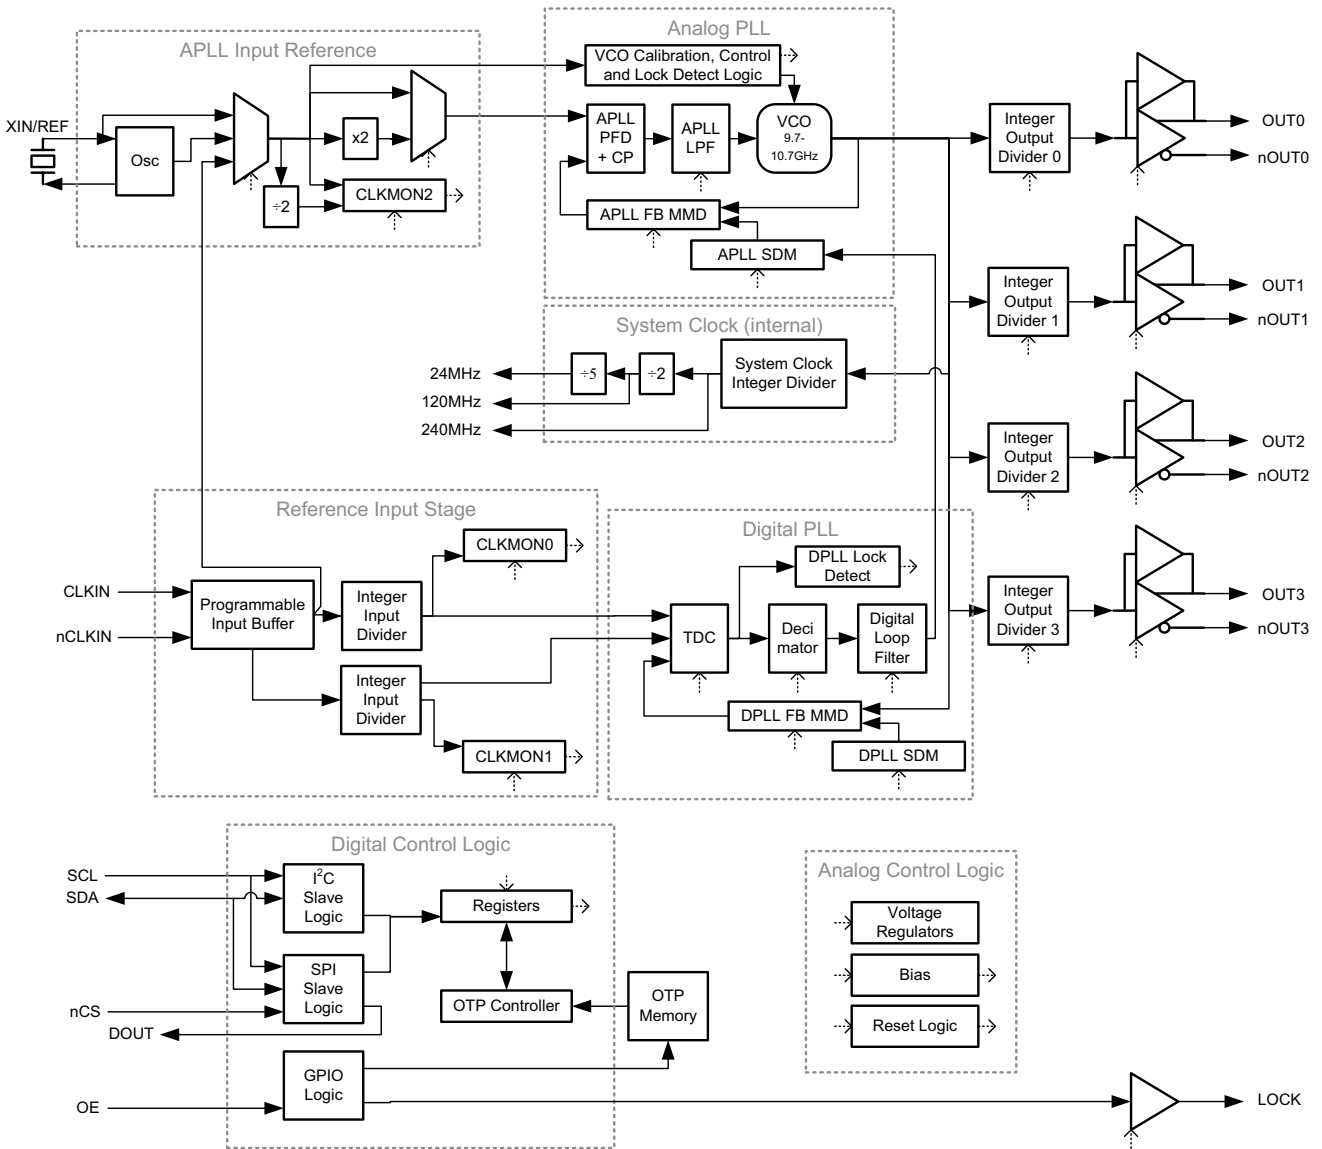 APLL Input Reference
XIN/REF
Osc
x2
÷2
CLKMON2
Analog PLL
VCO Calibration, Control
and Lock Detect Logic
APLL
PFD
+ CP
APLL
LPF
VCO
9.7-
10.7GHz
APLL FB MMD
APLL SDM
System Clock (internal)
24MHz
÷5
÷2
System Clock
Integer Divider
120MHz
240MHz
Integer
Output
Divider 0
OUT0
nOUT0
Integer
Output
Divider 1
OUT1
nOUT1
Integer
Output
Divider 2
OUT2
nOUT2
Integer
Output
Divider 3
OUT3
nOUT3
Reference Input Stage
CLKIN
nCLKIN
Programmable
Input Buffer
Integer
Input
Divider
CLKMON0
Integer
Input
Divider
CLKMON1
Digital PLL
DPLL Lock
Detect
TDC
Deci
mator
Digital
Loop
Filter
DPLL FB MMD
DPLL SDM
Digital Control Logic
SCL
SDA
I²C
Slave
Logic
Registers
SPI
Slave
Logic
nCS
DOUT
OTP Controller
OTP
Memory
GPIO
Logic
OE
Analog Control Logic
Voltage
Regulators
Bias
Reset Logic
LOCK